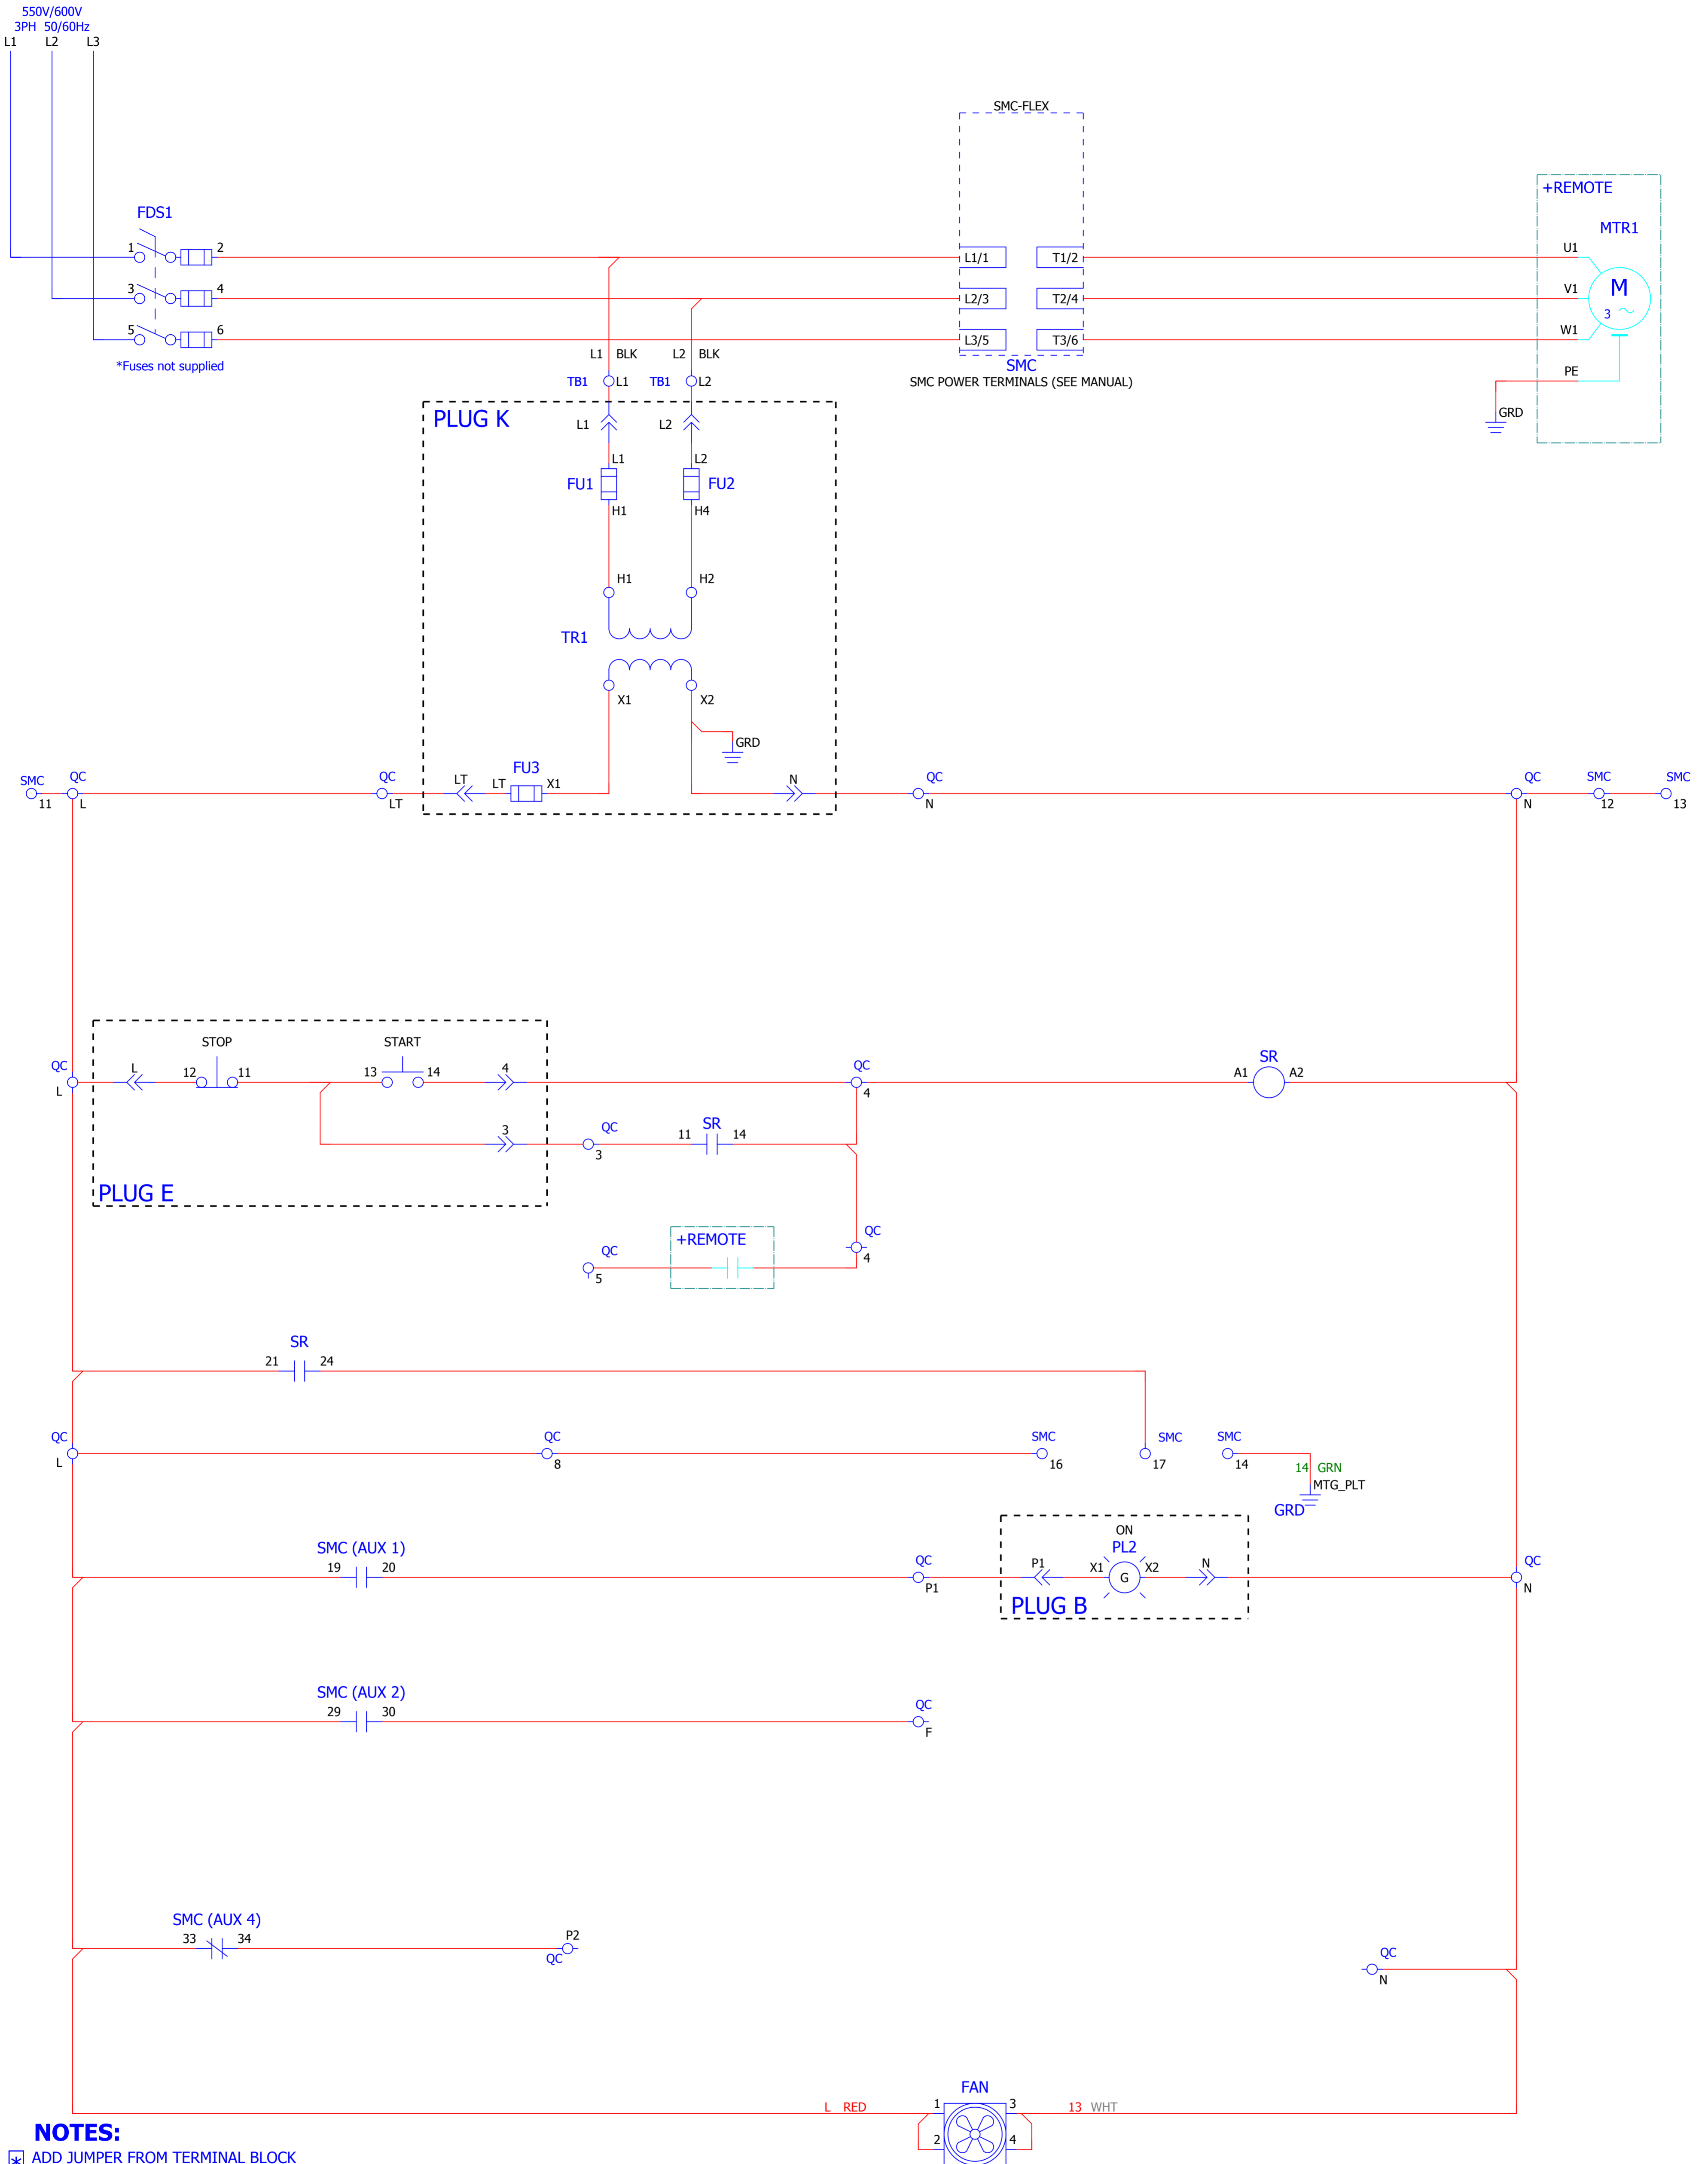 550V/600V
3PH 50/60Hz
L1 L2 L3
SMC-FLEX
+REMOTE
MTR1
FDS1
1 2 L1/1 T1/2 U1
3 4 L2/3 T2/4 V1 M
3
5 6 L3/5 T3/6 W1
*Fuses not supplied
L1 BLK L2 BLK
SMC
SMC POWER TERMINALS (SEE MANUAL)
PE
GRD
TB1 L1 TB1 L2
PLUG K
L1 L2
L1 L2
FU1 FU2
H1 H4
H1 H2
TR1
X1 X2
GRD
SMC QC QC LT LT FU3 X1 N QC QC SMC SMC
11 L LT N N 12 13
STOP START
QC L 12 11 13 14 4 QC SR
L 4 A1 A2
3 QC 11 SR 14
3
PLUG E
+REMOTE
QC QC
5 4
SR
21 24
QC QC SMC SMC SMC
L 8 16 17 14
14 GRN
MTG_PLT
GRD
SMC (AUX 1)
19 20
ON
PL2
QC P1 X1 G X2 N QC
P1 N
PLUG B
SMC (AUX 2)
29 30
QC
F
SMC (AUX 4)
33 34
P2
QC
QC
N
FAN
L RED 1 3 13 WHT
2 4
NOTES:
* ADD JUMPER FROM TERMINAL BLOCK